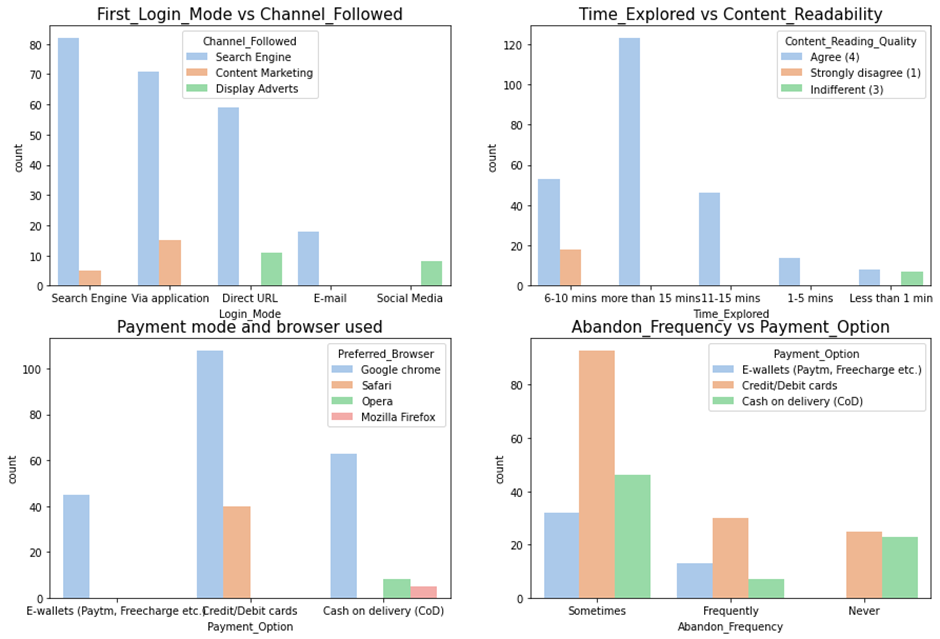 First_Login_Mode vs Channel_Followed
Channel_Followed
Search Engine
Content Marketing
Display Adverts
80
70
60
50
40
30
20
10
0
count
Search Engine Via application Direct URL E-mail Social Media
Login_Mode
Time_Explored vs Content_Readability
Content_Reading_Quality
Agree (4)
Strongly disagree (1)
Indifferent (3)
120
100
80
60
40
20
0
count
6-10 mins more than 15 mins 11-15 mins 1-5 mins Less than 1 min
Time_Explored
Payment mode and browser used
Preferred_Browser
Google chrome
Safari
Opera
Mozilla Firefox
100
80
60
40
20
0
count
E-wallets (Paytm, Freecharge etc.) Credit/Debit cards Cash on delivery (CoD)
Payment_Option
Abandon_Frequency vs Payment_Option
Payment_Option
E-wallets (Paytm, Freecharge etc.)
Credit/Debit cards
Cash on delivery (CoD)
80
60
40
20
0
count
Sometimes Frequently Never
Abandon_Frequency